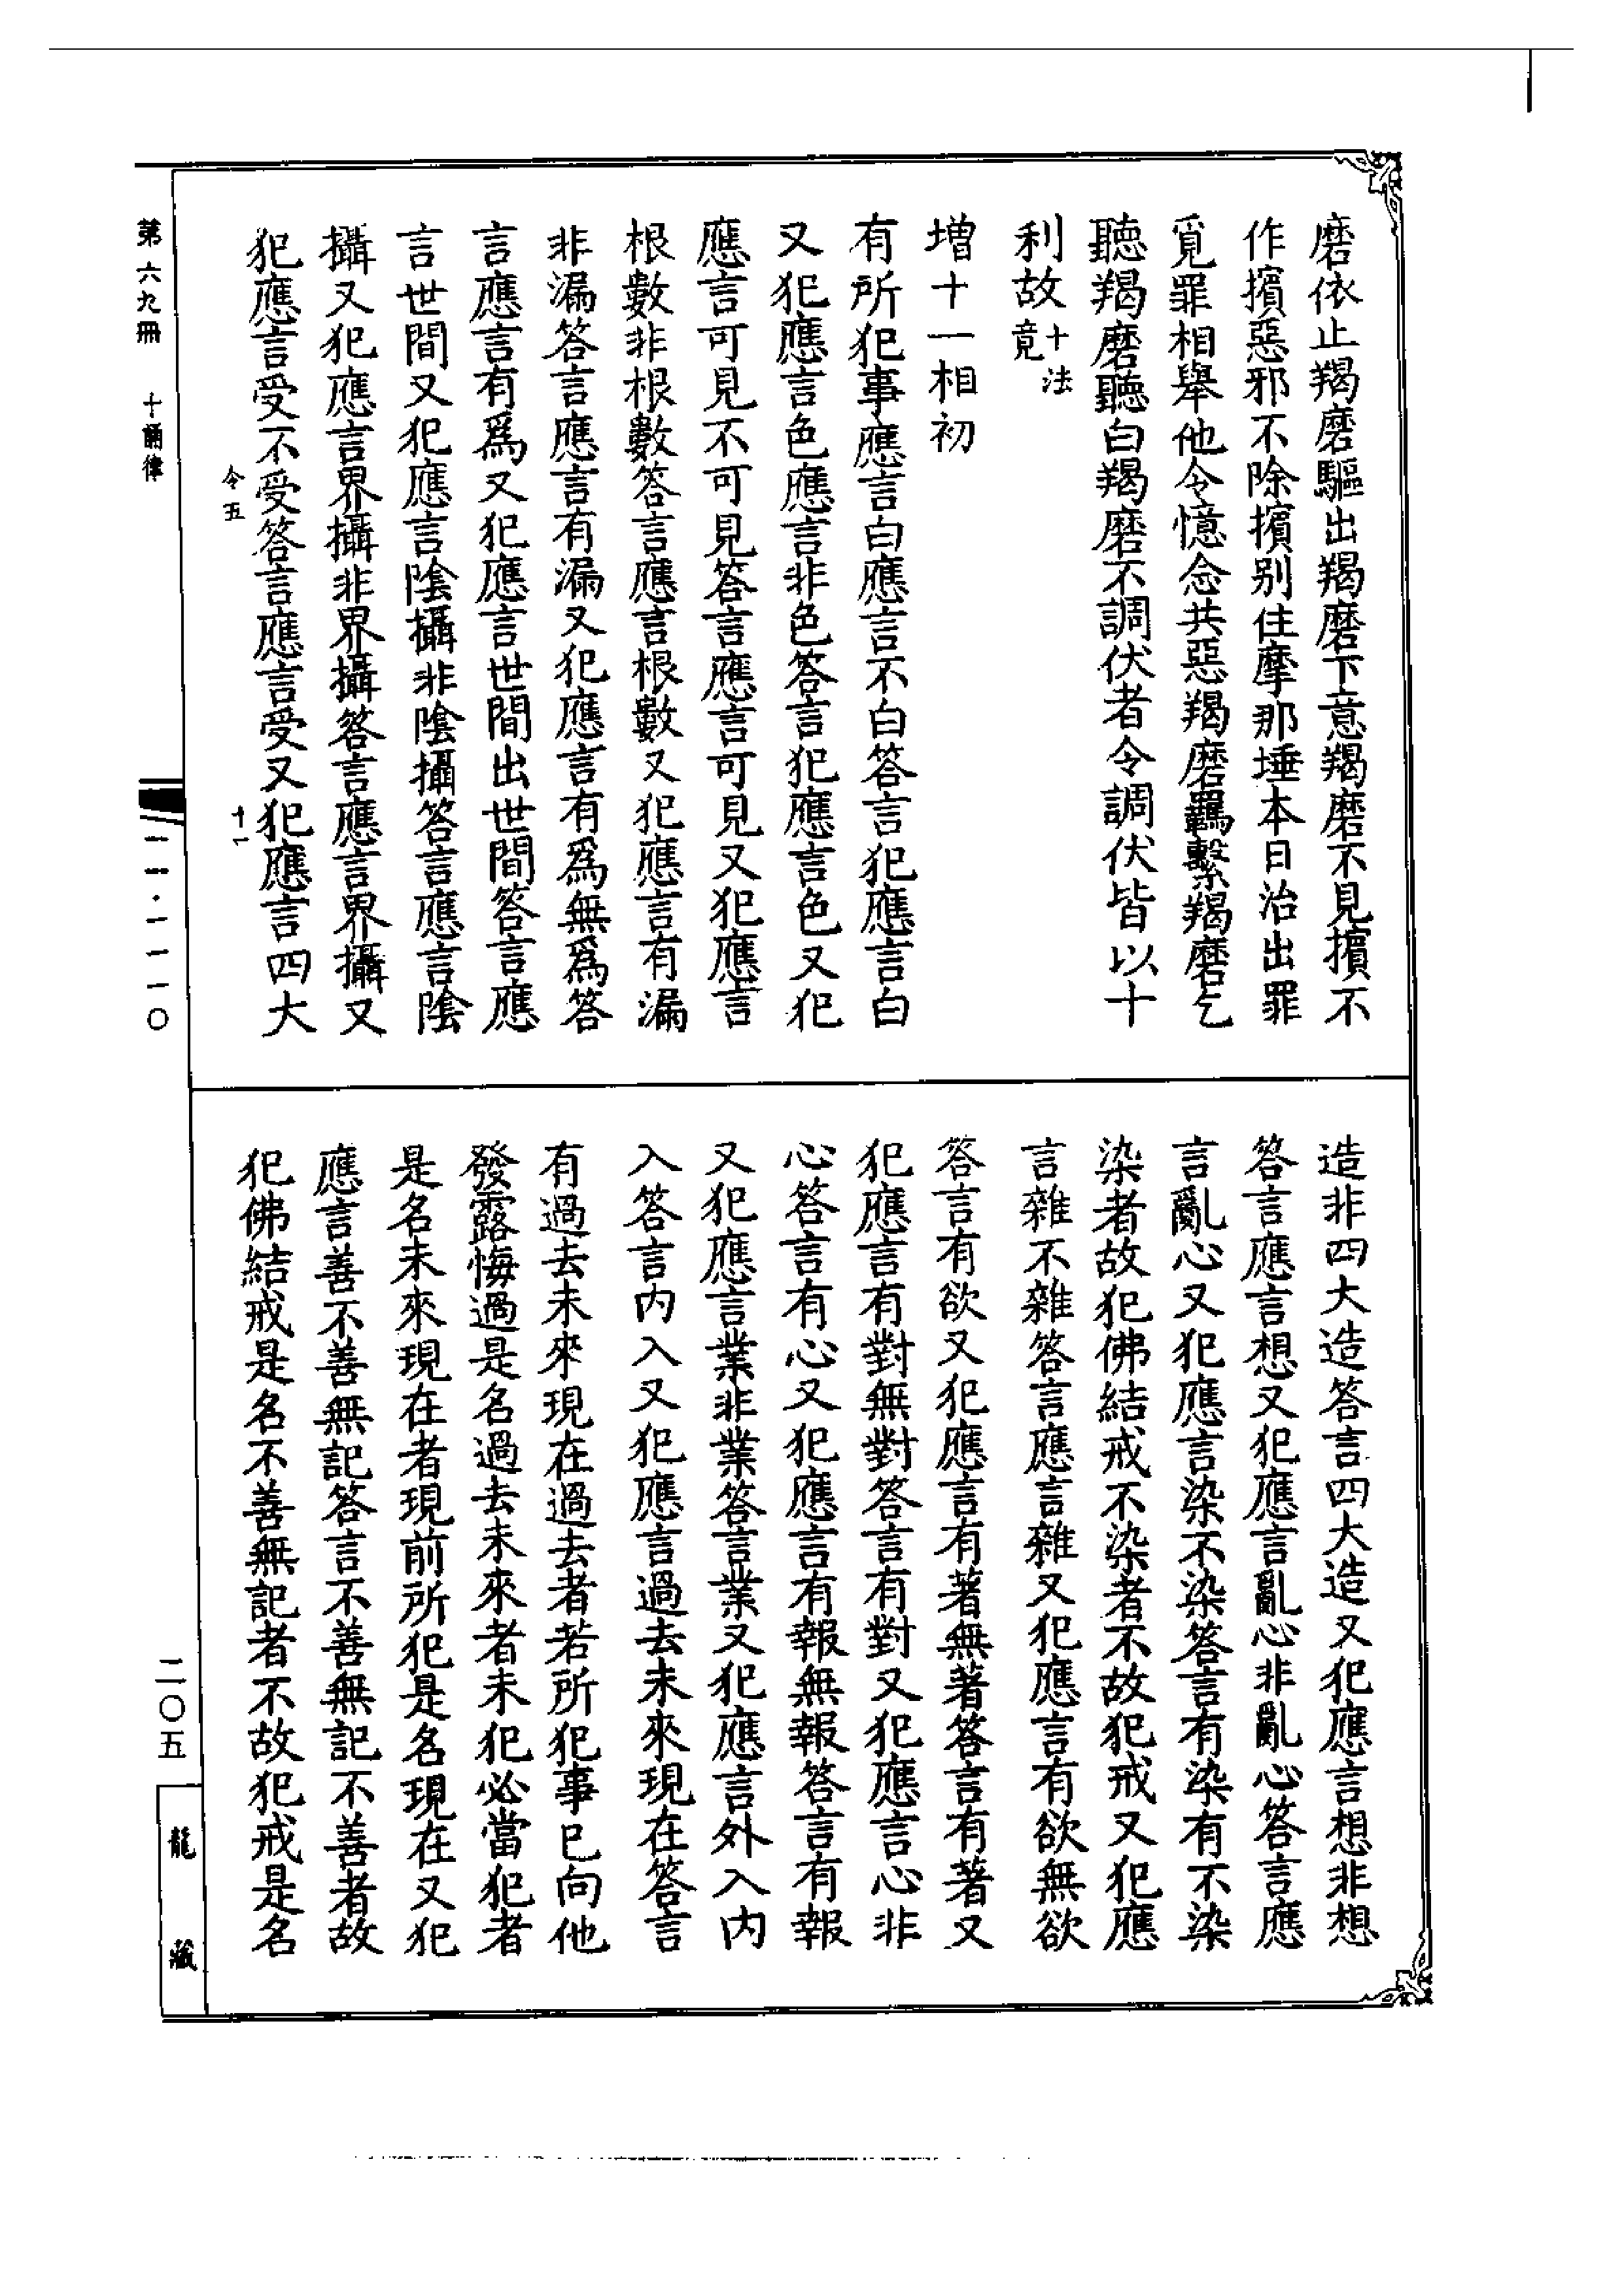 磨依止羯磨驅出羯磨下意羯磨不見擯不
作擯惡邪不除擯别住摩那埵本日治出罪
覓罪相舉他令憶念共惡羯磨羈繫羯磨乞
聽羯磨聽白羯磨不調伏者令調伏皆以十
利故十法竟
增十一相初
有所犯事應言白應言不白答言犯應言白
又犯應言色應言非色答言犯應言色又犯
應言可見不可見答言應言可見又犯應言
根數非根數答言應言根數又犯應言有漏
非漏答言應言有漏又犯應言有爲無爲答
言應言有爲又犯應言世間出世間答言應
言世間又犯應言陰攝非陰攝答言應言陰
攝又犯應言界攝非界攝答言應言界攝又
犯應言受不受答言應言受又犯應言四大
令五
十一
造非四大造答言四大造又犯應言想非想
答言應言想又犯應言亂心非亂心答言應
言亂心又犯應言染不染答言有染有不染
染者故犯佛結戒不染者不故犯戒又犯應
言雜不雜答言應言雜又犯應言有欲無欲
答言有欲又犯應言有著無著答言有著又
犯應言有對無對答言有對又犯應言心非
心答言有心又犯應言有報無報答言有報
又犯應言業非業答言業又犯應言外入内
入答言内入又犯應言過去未來現在答言
有過去未來現在過去者若所犯事已向他
發露悔過是名過去未來者未犯必當犯者
是名未來現在者現前所犯是名現在又犯
應言善不善無記答言不善無記不善者故
犯佛結戒是名不善無記者不故犯戒是名
第六九冊
十誦律
一一·一一一〇
二〇五
龍藏